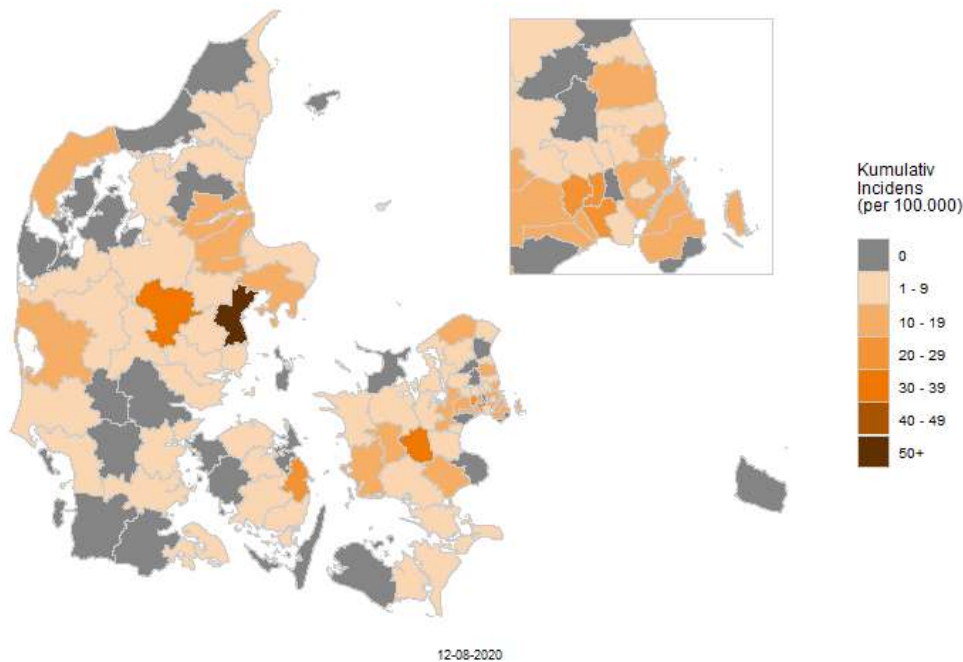 Kumulativ
Incidens
(per 100.000)
0
1 - 9
10 - 19
20 - 29
30 - 39
40 - 49
50+
12-08-2020